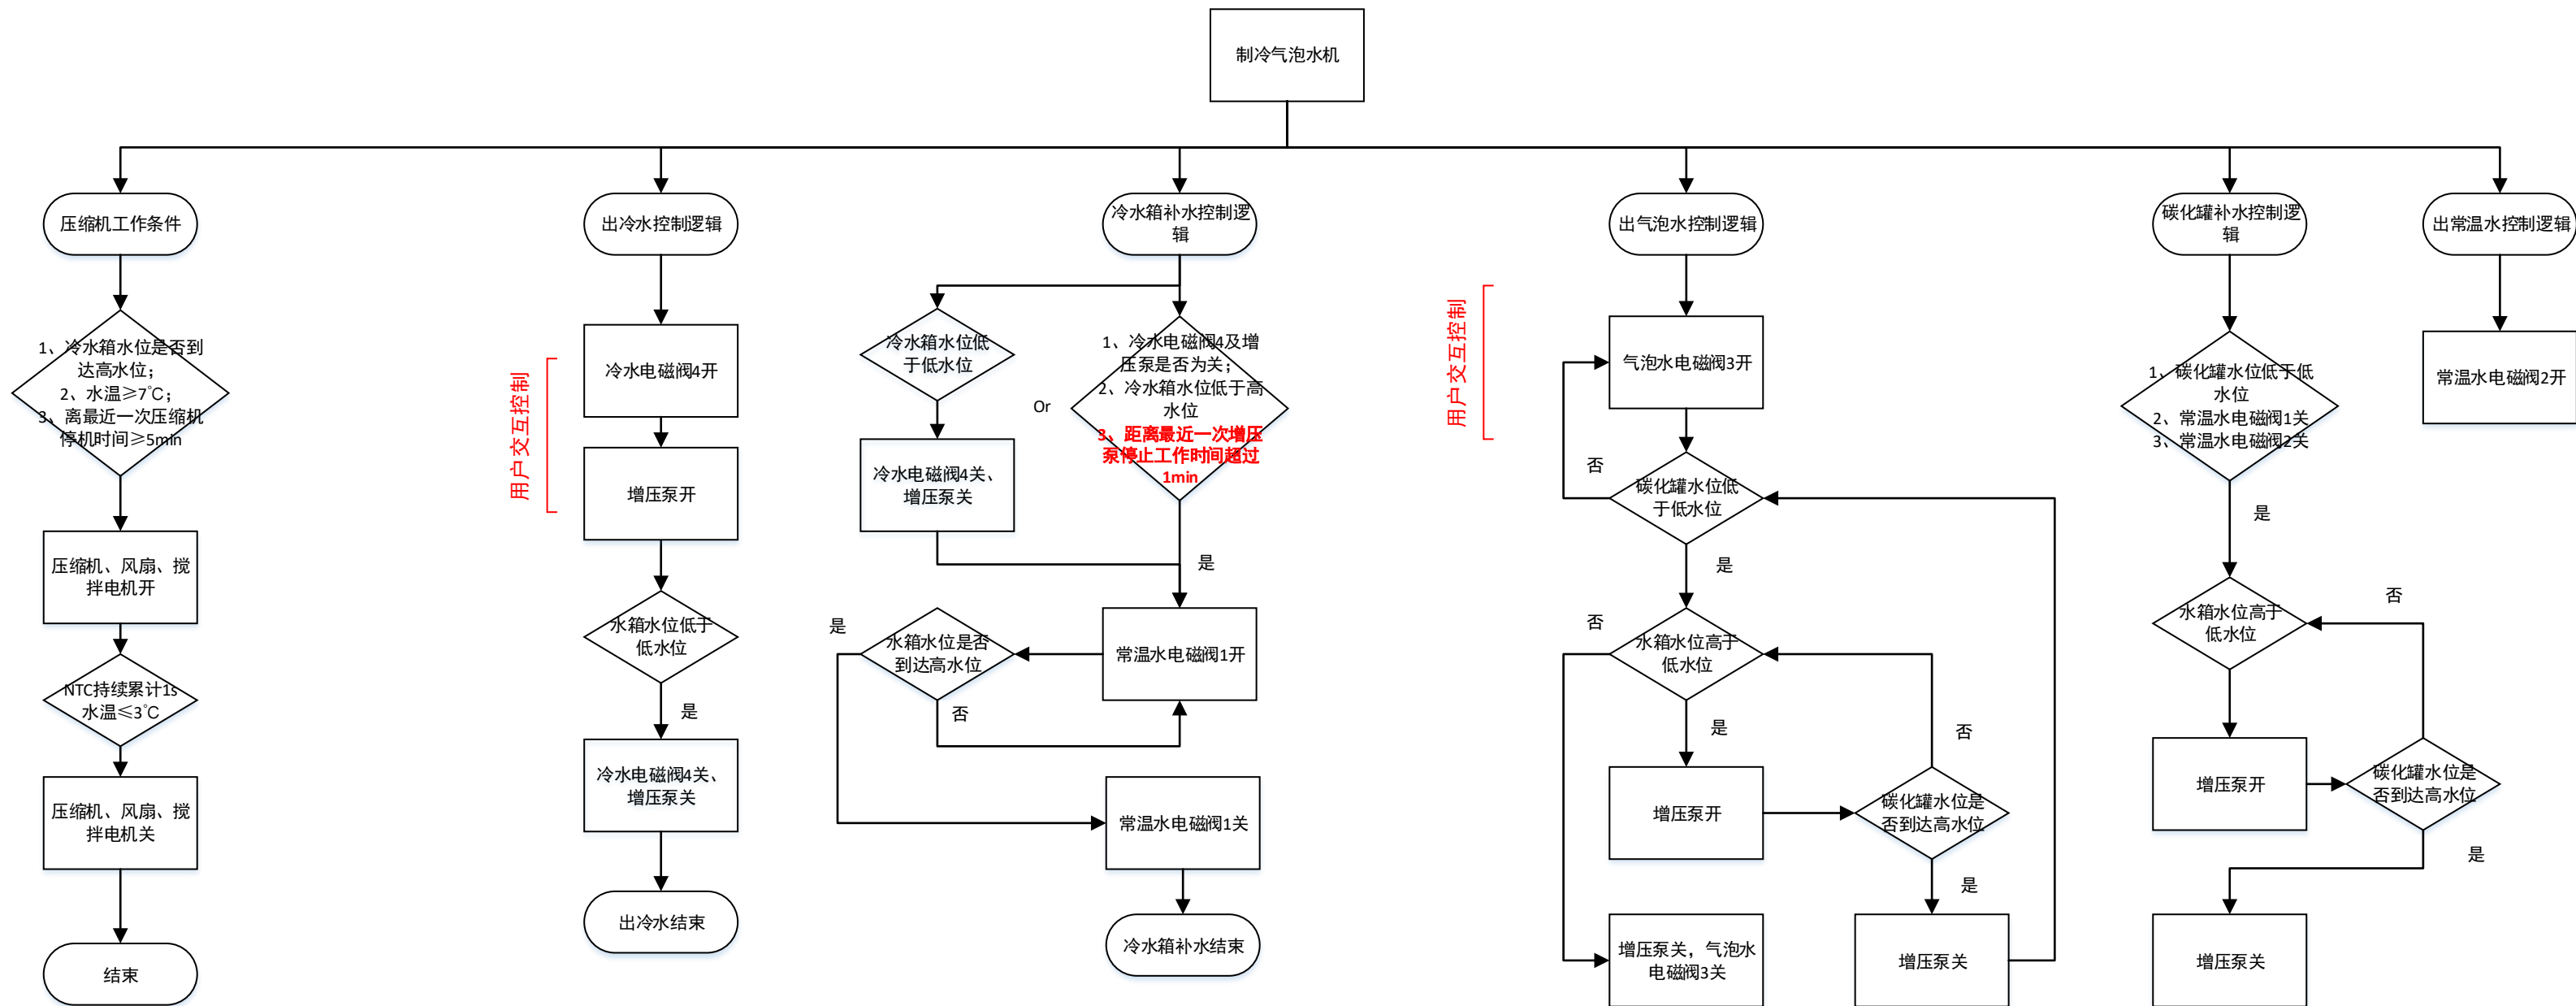 制冷气泡水机
压缩机工作条件
1、冷水箱水位是否到
达高水位；
2、水温≥7℃；
3、离最近一次压缩机
停机时间≥5min
压缩机、风扇、搅
拌电机开
NTC持续累计1s
水温≤3℃
压缩机、风扇、搅
拌电机关
结束
出冷水控制逻辑
用户交互控制
冷水电磁阀4开
增压泵开
水箱水位低于
低水位
是
冷水电磁阀4关、
增压泵关
出冷水结束
冷水箱补水控制逻
辑
冷水箱水位低
于低水位
Or
1、冷水电磁阀4及增
压泵是否为关；
2、冷水箱水位低于高
水位
3、距离最近一次增压
泵停止工作时间超过
1min
冷水电磁阀4关、
增压泵关
是
常温水电磁阀1开
水箱水位是否
到达高水位
是
否
常温水电磁阀1关
冷水箱补水结束
出气泡水控制逻辑
用户交互控制
气泡水电磁阀3开
否
碳化罐水位低
于低水位
是
否
水箱水位高于
低水位
是
否
增压泵开
碳化罐水位是
否到达高水位
是
增压泵关，气泡水
电磁阀3关
增压泵关
碳化罐补水控制逻
辑
1、碳化罐水位低于低
水位
2、常温水电磁阀1关
3、常温水电磁阀2关
是
水箱水位高于
低水位
否
增压泵开
碳化罐水位是
否到达高水位
是
增压泵关
出常温水控制逻辑
常温水电磁阀2开